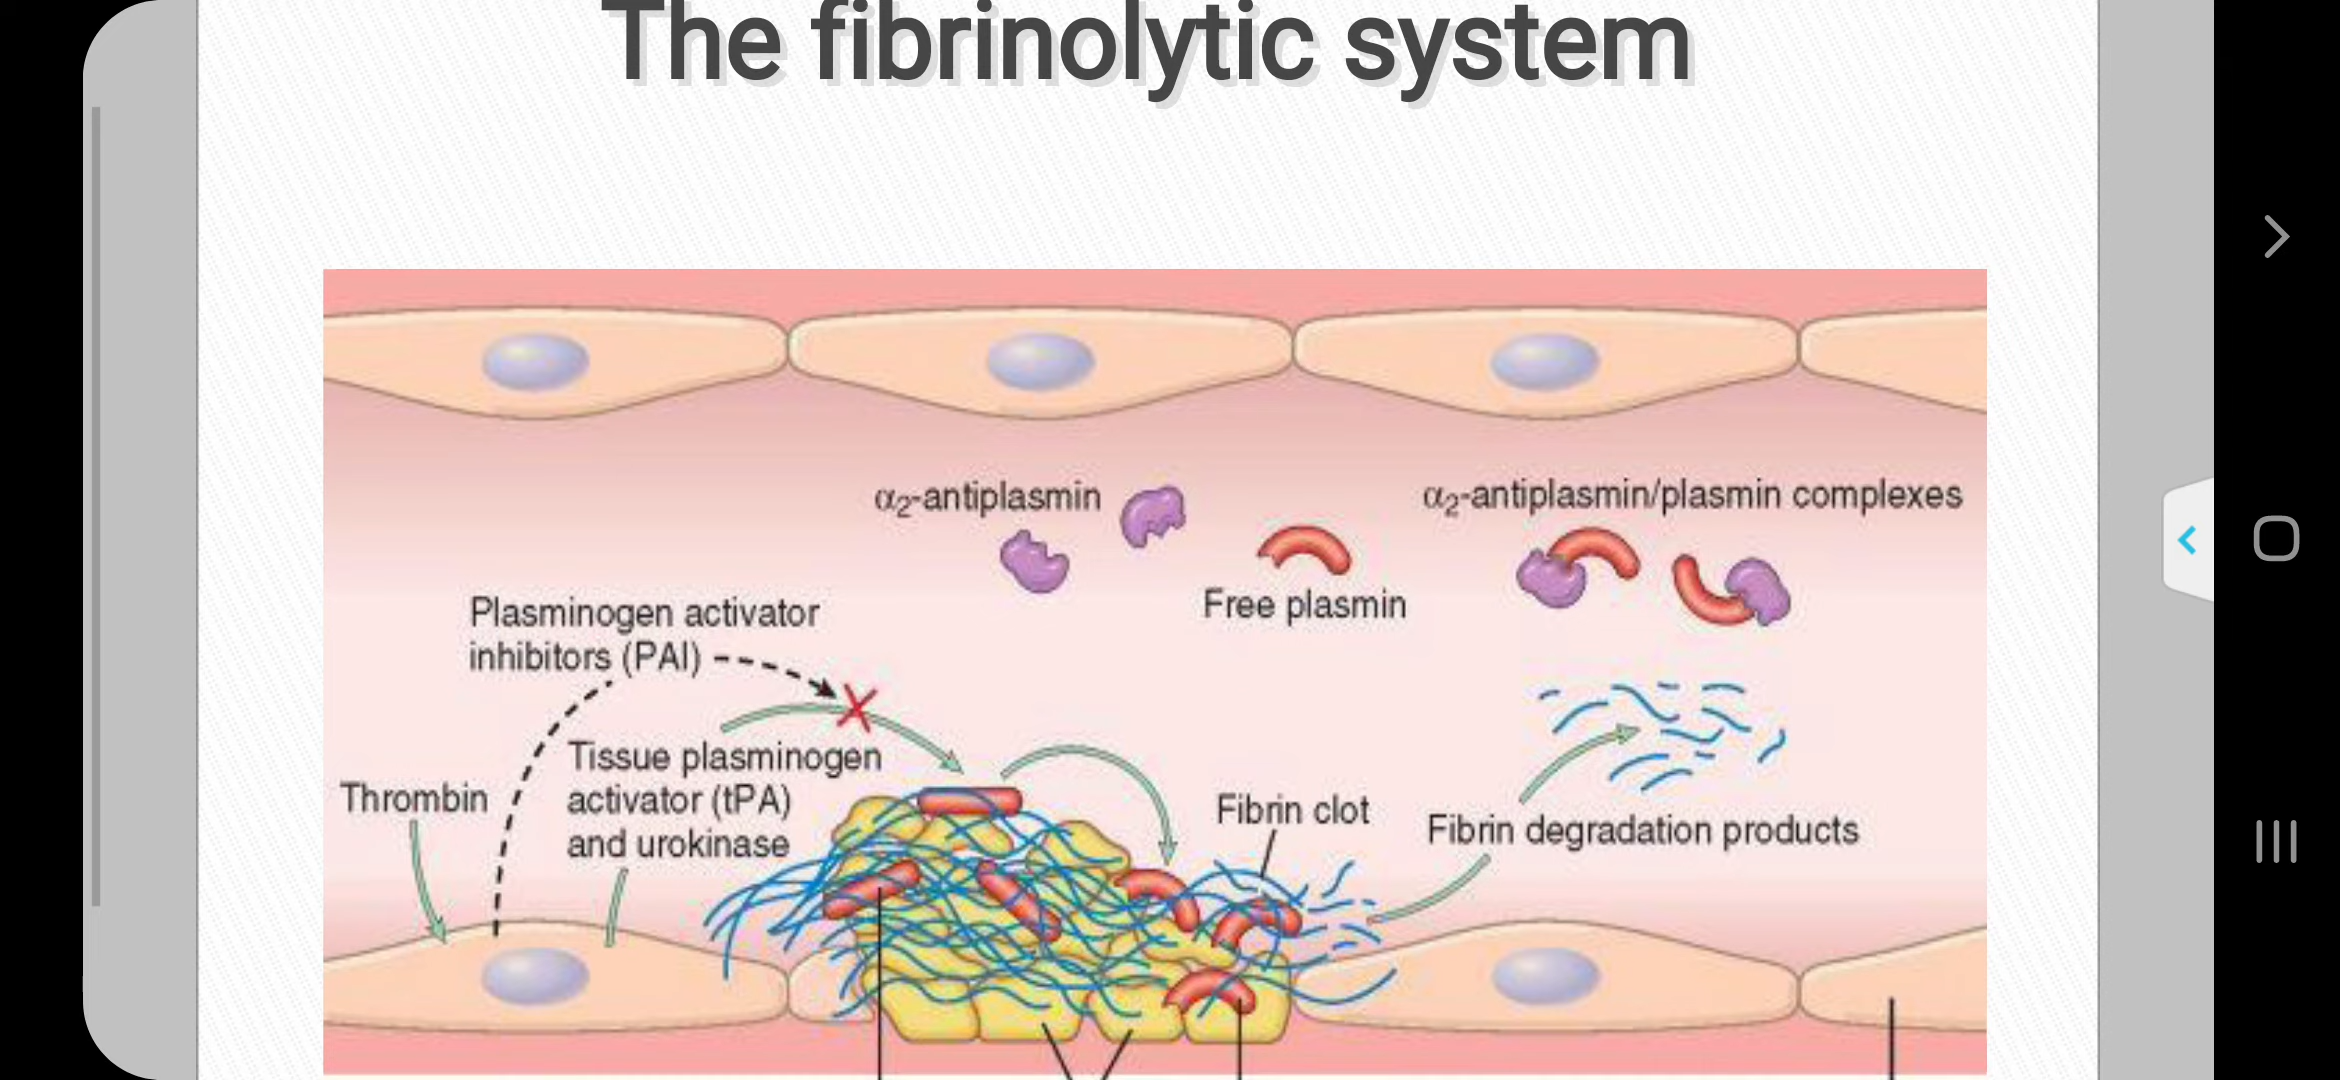 The fibrinolytic system
α2-antiplasmin
α2-antiplasmin/plasmin complexes
Free plasmin
Plasminogen activator
inhibitors (PAI)
Tissue plasminogen
activator (tPA)
and urokinase
Thrombin
Fibrin clot
Fibrin degradation products